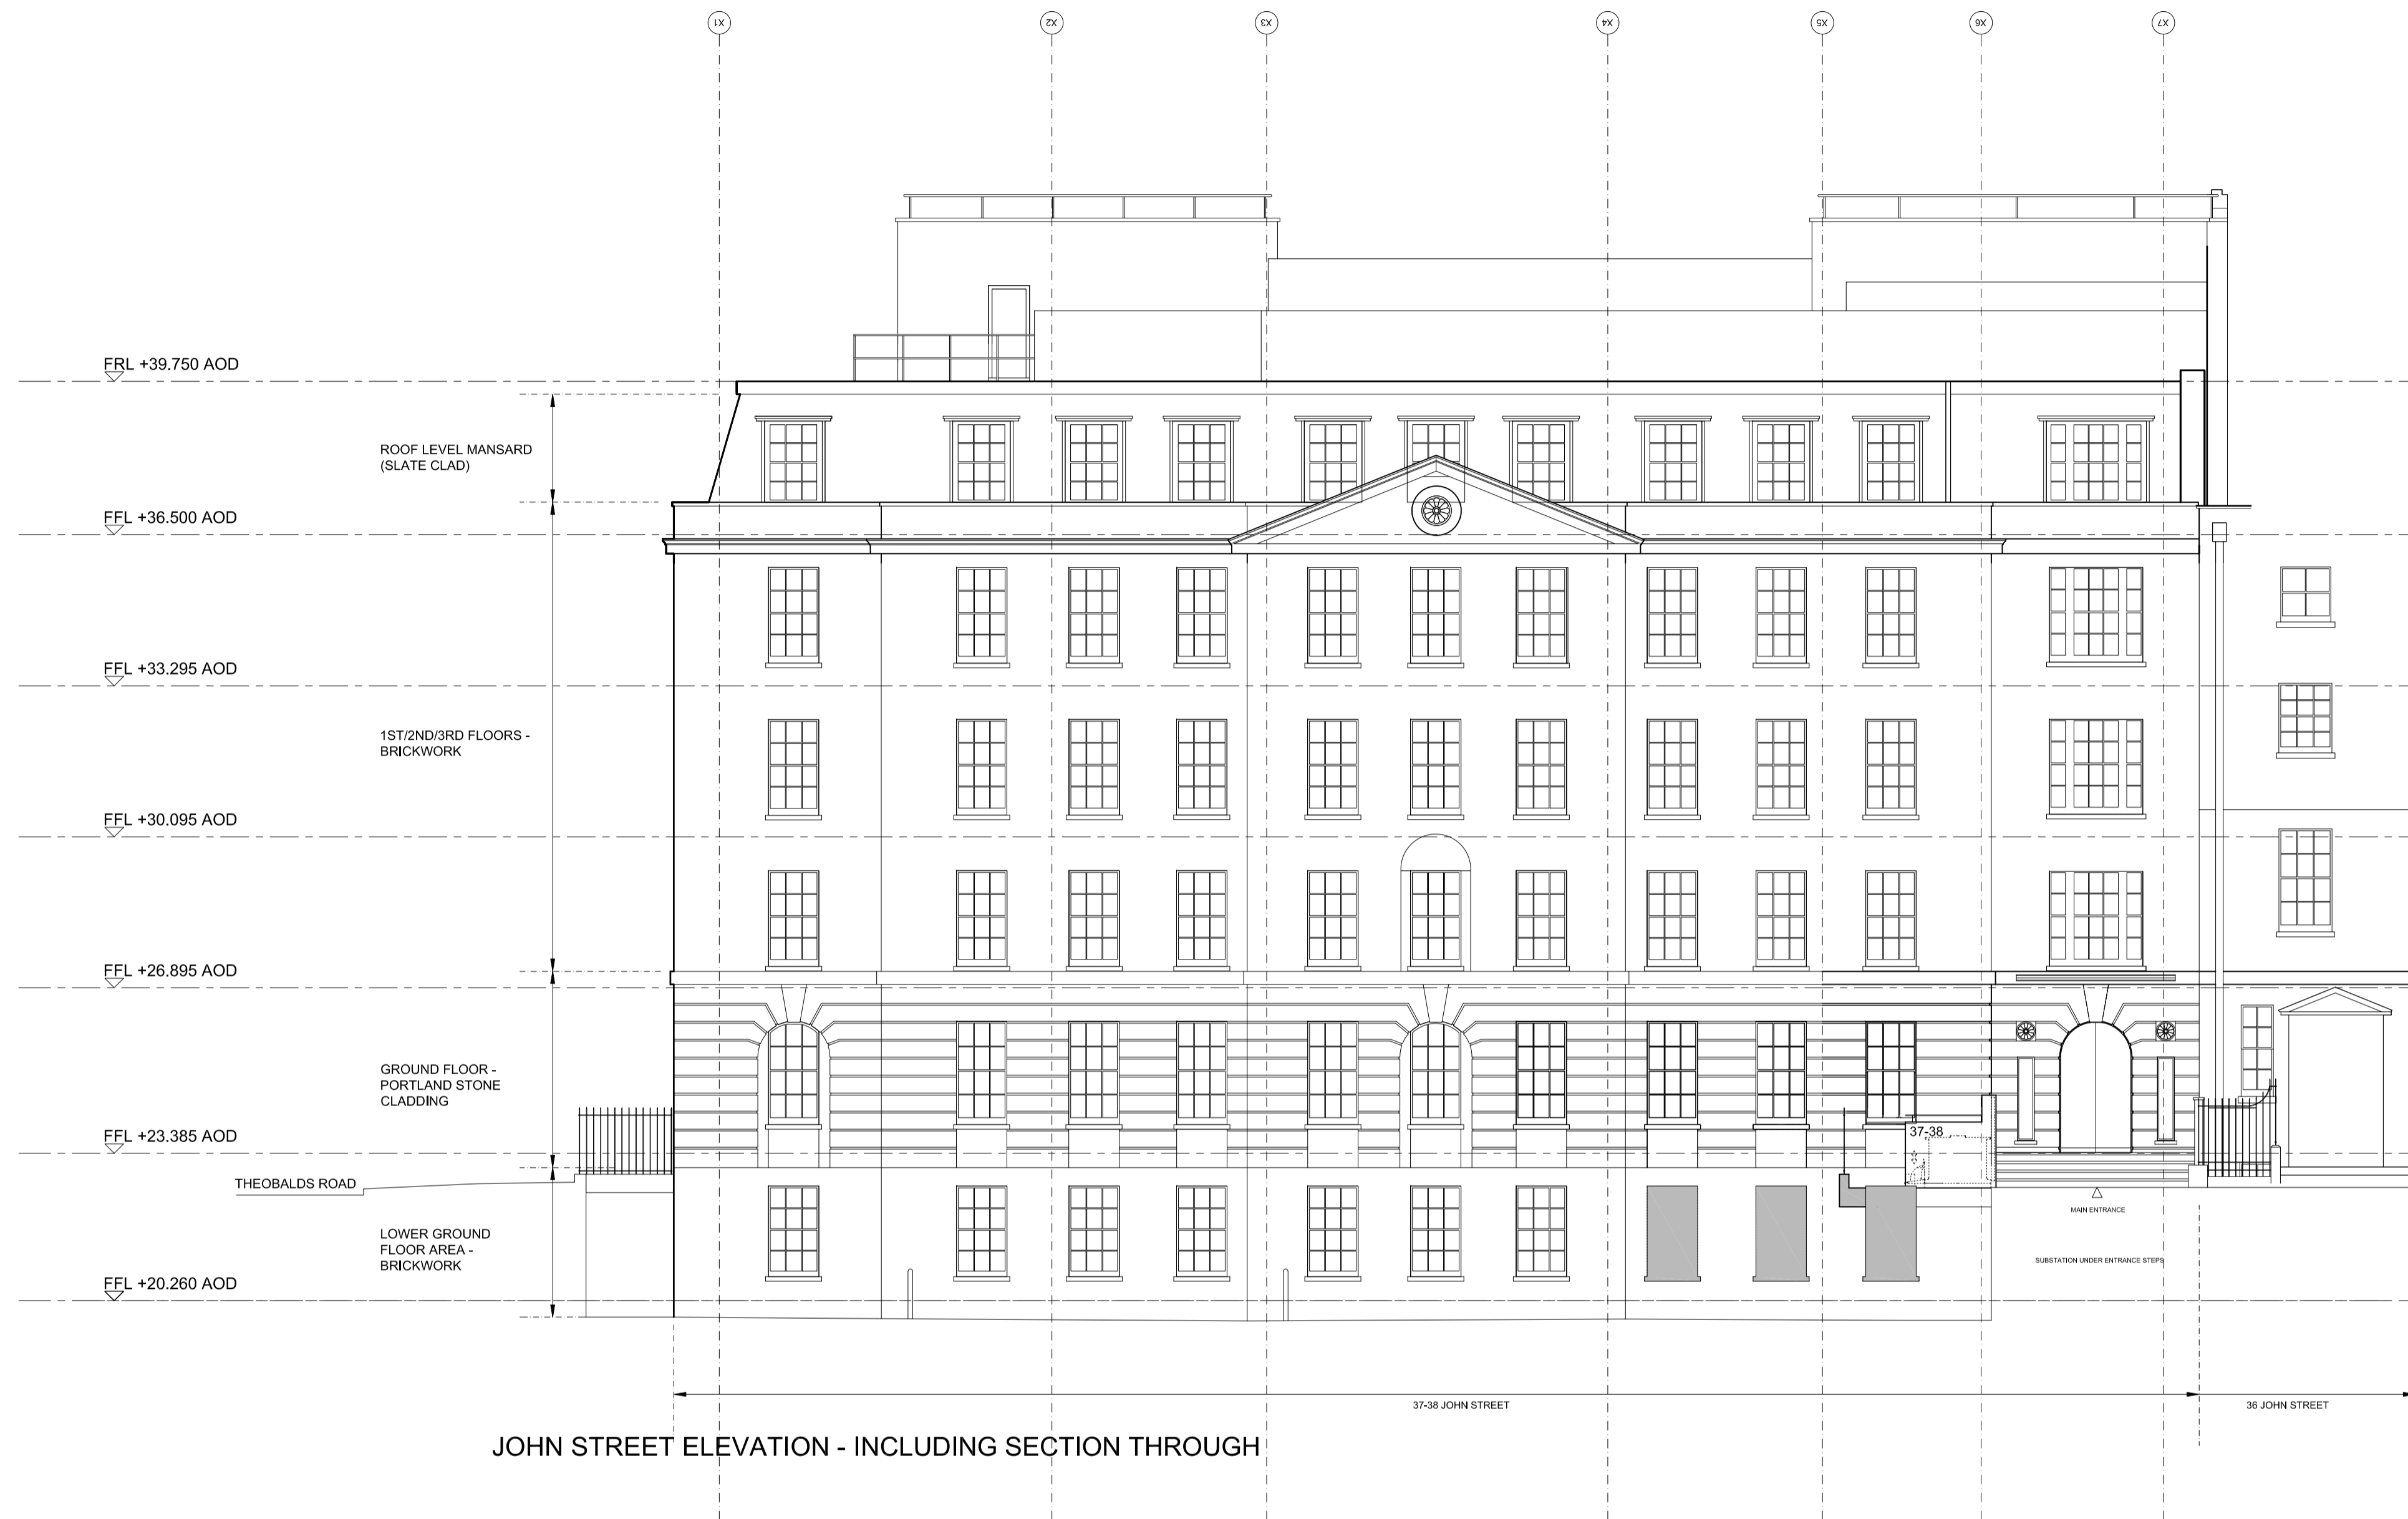 X1
X2
X3
X4
X5
X6
X7
FRL +39.750 AOD
ROOF LEVEL MANSARD
(SLATE CLAD)
FFL +36.500 AOD
FFL +33.295 AOD
1ST/2ND/3RD FLOORS -
BRICKWORK
FFL +30.095 AOD
FFL +26.895 AOD
GROUND FLOOR -
PORTLAND STONE
CLADDING
FFL +23.385 AOD
37-38
THEOBALDS ROAD
MAIN ENTRANCE
LOWER GROUND
FLOOR AREA -
BRICKWORK
SUBSTATION UNDER ENTRANCE STEPS
FFL +20.260 AOD
37-38 JOHN STREET
36 JOHN STREET
JOHN STREET ELEVATION - INCLUDING SECTION THROUGH